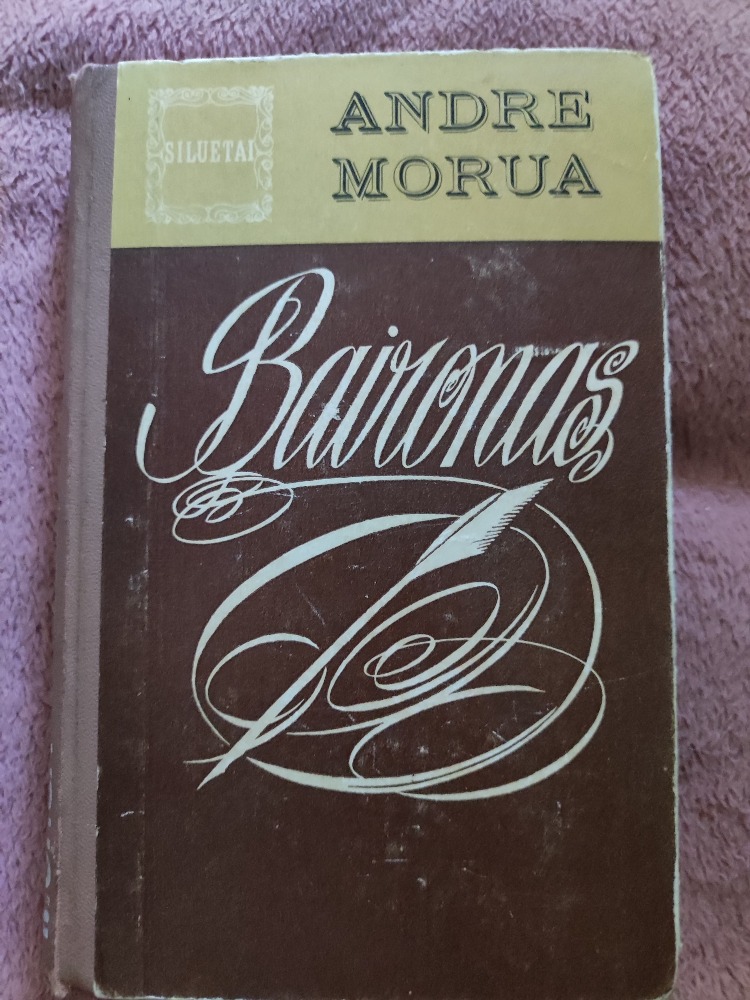 SILUETAI
ANDRE
MORUA
Baironas